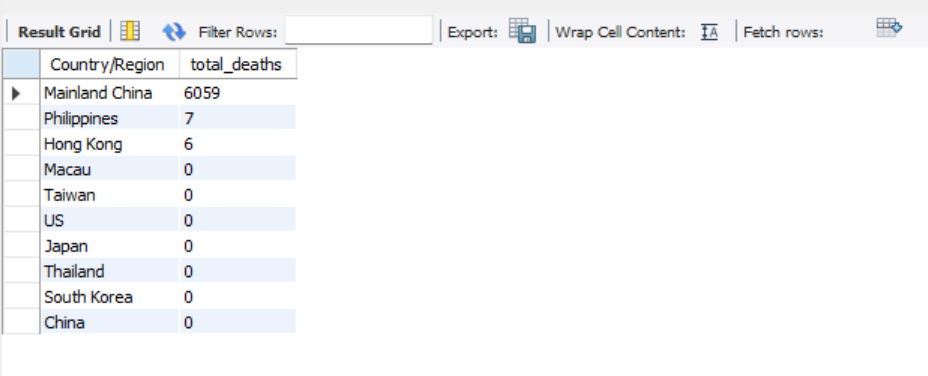 Result Grid Filter Rows: Export: Wrap Cell Content: IA Fetch rows:
Country/Region total_deaths
Mainland China 6059
Philippines 7
Hong Kong 6
Macau 0
Taiwan 0
US 0
Japan 0
Thailand 0
South Korea 0
China 0